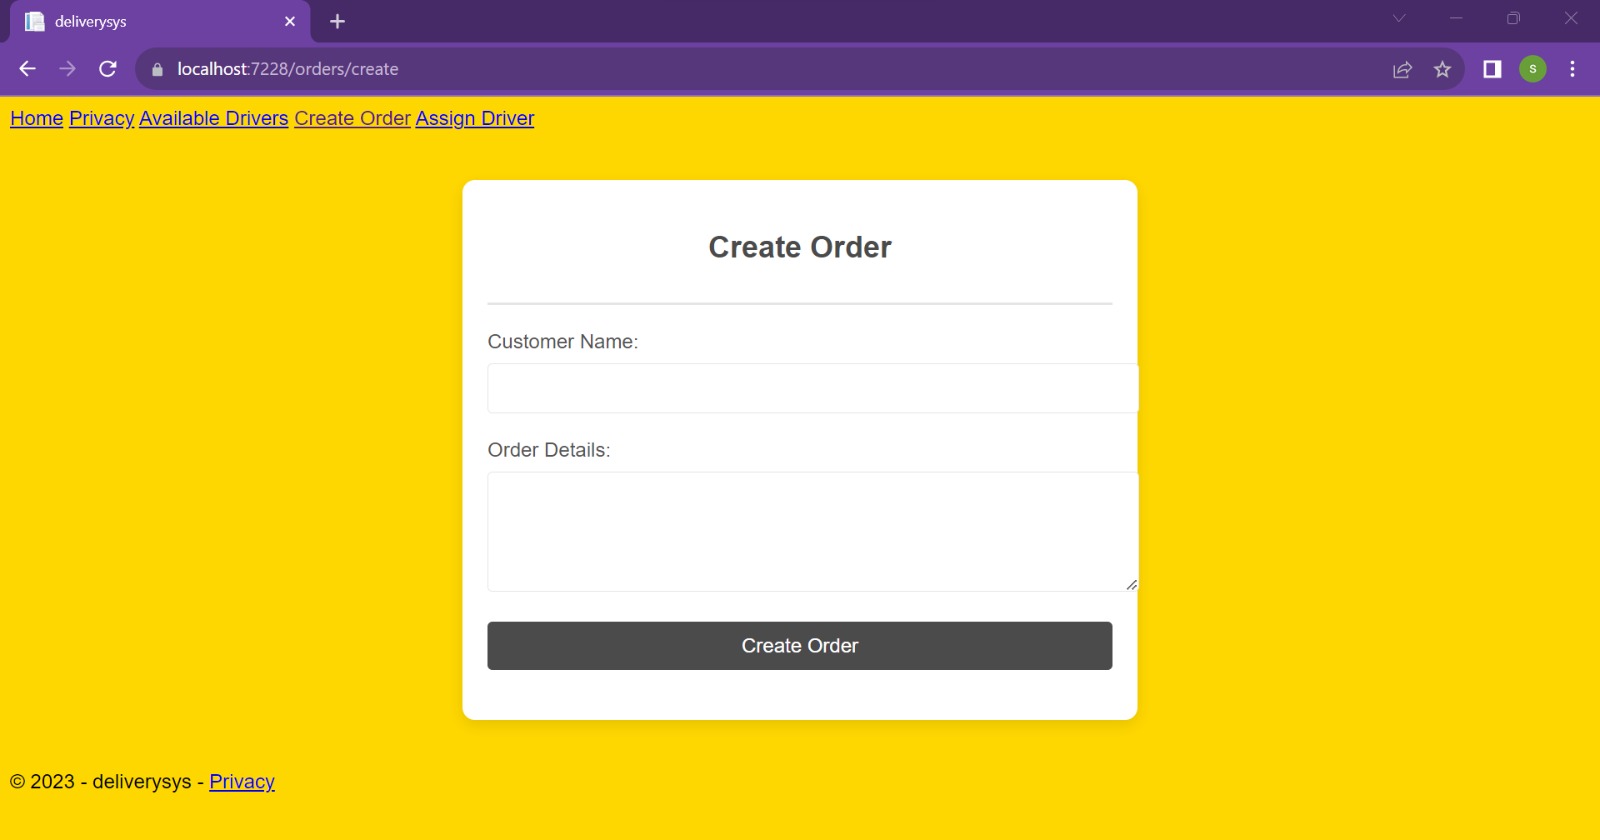 deliverysys
localhost:7228/orders/create
S
Home Privacy Available Drivers Create Order Assign Driver
Create Order
Customer Name:
Order Details:
Create Order
© 2023 - deliverysys - Privacy